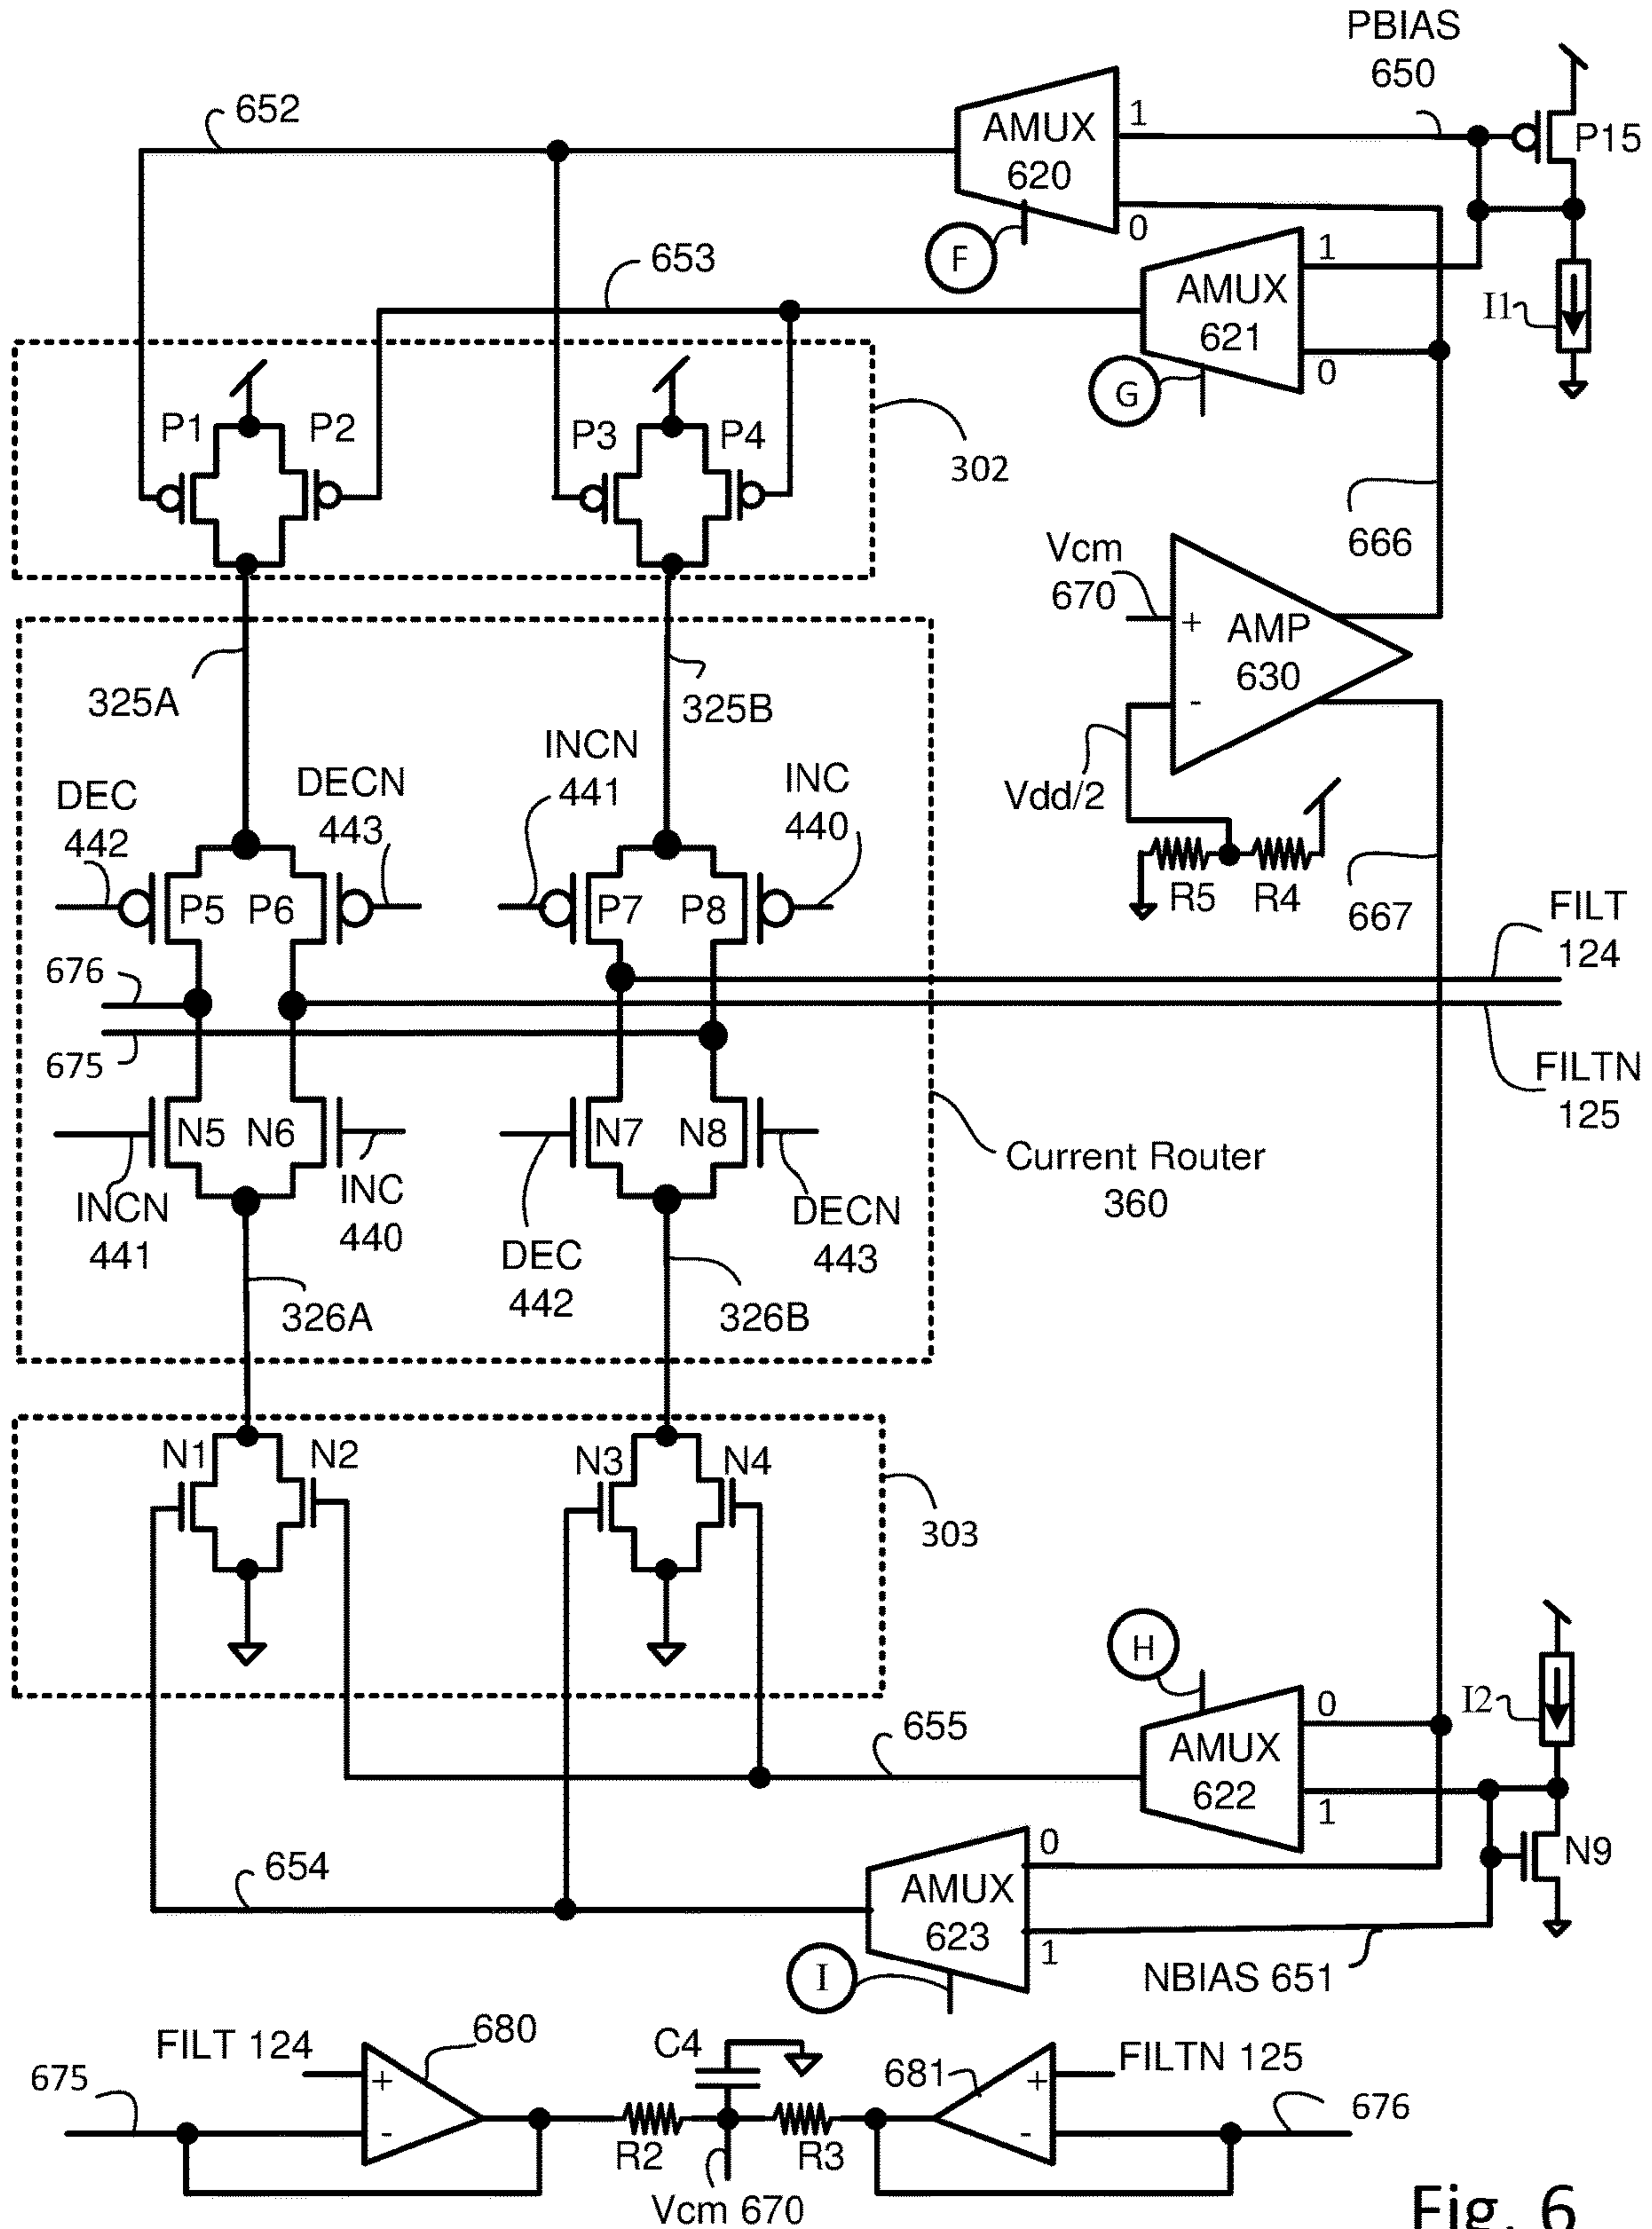 PBIAS
650
652
AMUX
620
1
0
P15
F
653
AMUX
621
1
0
I1
G
P1
P2
P3
P4
302
666
Vcm
670
+
-
AMP
630
325A
325B
Vdd/2
R5
R4
667
DEC
442
DECN
443
INCN
441
INC
440
P5
P6
P7
P8
FILT
124
676
675
FILTN
125
N5
N6
N7
N8
INCN
441
INC
440
DEC
442
DECN
443
Current Router
360
326A
326B
N1
N2
N3
N4
303
H
655
AMUX
622
0
1
I2
N9
654
AMUX
623
0
1
I
NBIAS 651
FILT 124
680
675
+
-
C4
R2
R3
Vcm 670
681
+
-
FILTN 125
676
Fig. 6